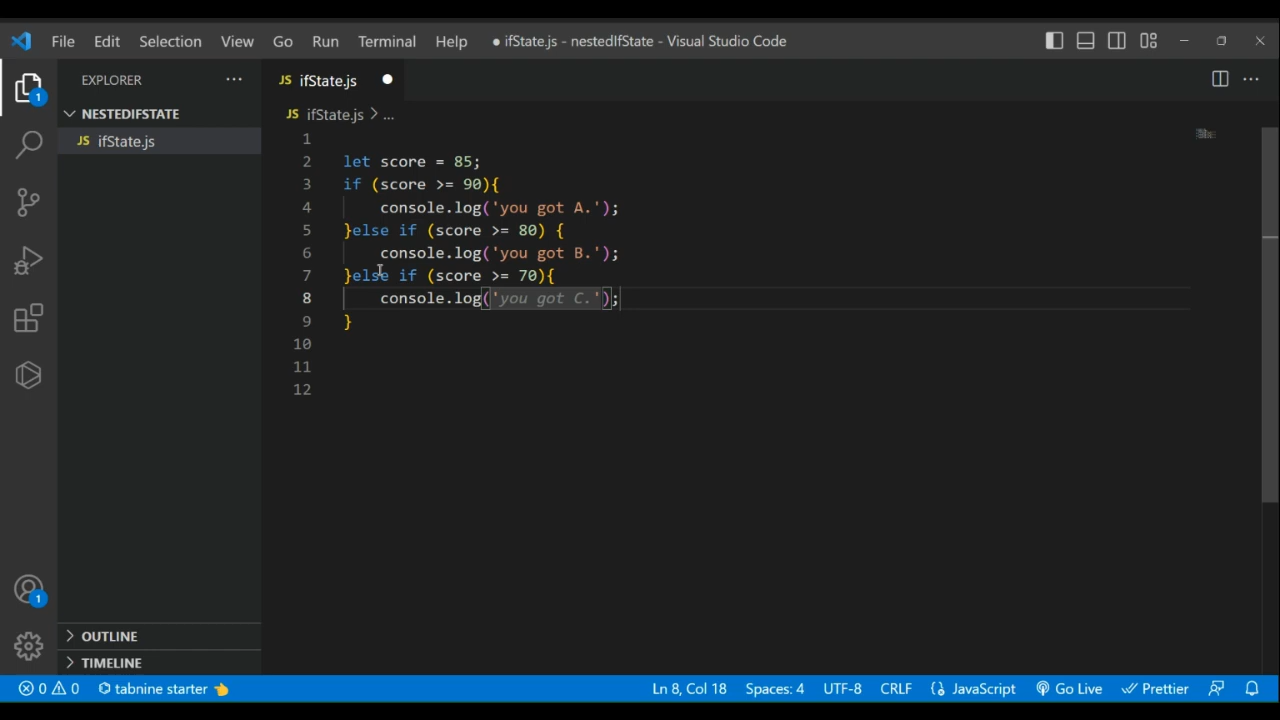 File Edit Selection View Go Run Terminal Help ● ifState.js - nestedIfState - Visual Studio Code
EXPLORER ...
JS ifState.js
NESTEDIFSTATE
JS ifState.js > ...
JS ifState.js
1
1
2 let score = 85;
3 if (score >= 90){
4 console.log('you got A.');
5 }else if (score >= 80) {
6 console.log('you got B.');
7 }else if (score >= 70){
8 console.log('you got C.');
9 }
10
11
12
1
OUTLINE
TIMELINE
0 0 tabnine starter 👈 Ln 8, Col 18 Spaces: 4 UTF-8 CRLF {} JavaScript Go Live Prettier